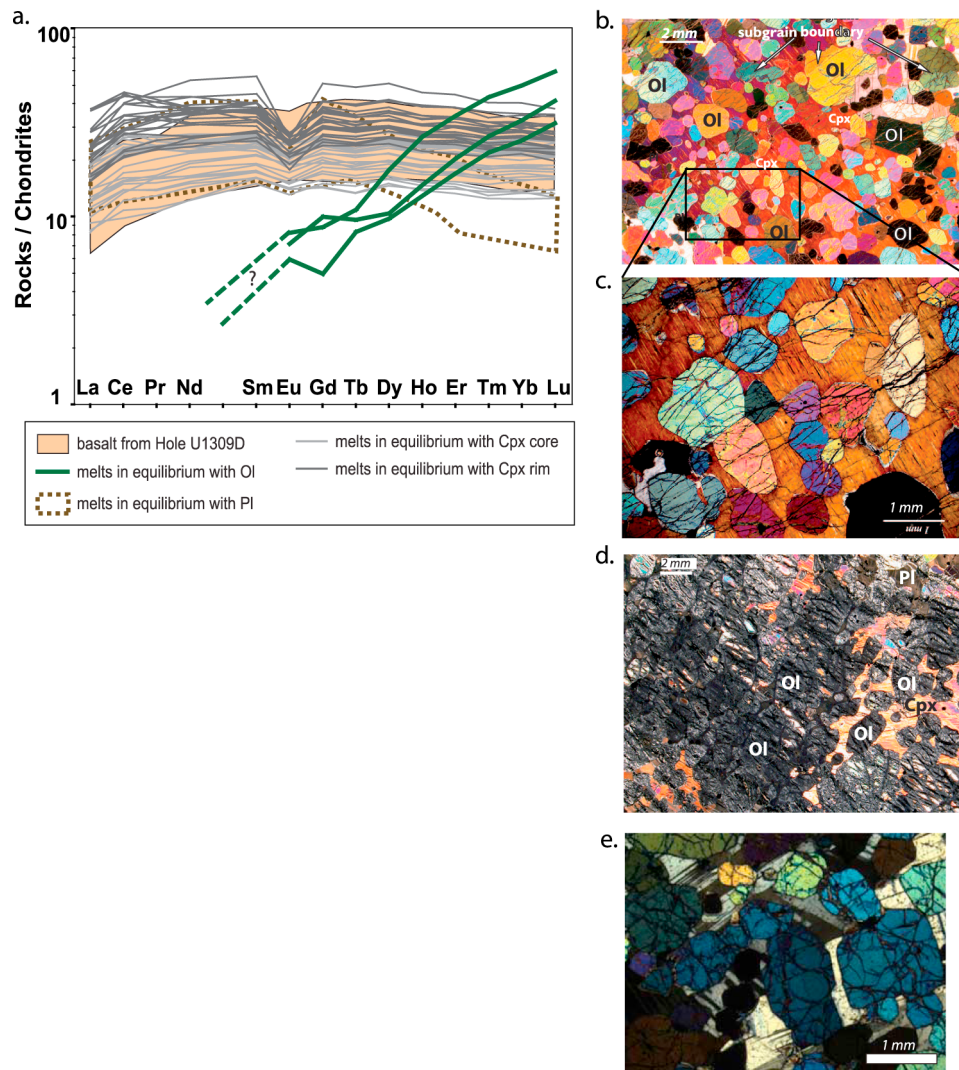 a.
100
10
1
Rocks / Chondrites
?
La Ce Pr Nd Sm Eu Gd Tb Dy Ho Er Tm Yb Lu
basalt from Hole U1309D
melts in equilibrium with Ol
melts in equilibrium with Pl
melts in equilibrium with Cpx core
melts in equilibrium with Cpx rim
b.
2 mm
subgrain boundary
Ol
Ol
Ol
Cpx
Ol
Cpx
Ol
Ol
c.
1 mm
1 mm
d.
2 mm
Pl
Ol
Ol
Cpx
Ol
Ol
e.
1 mm